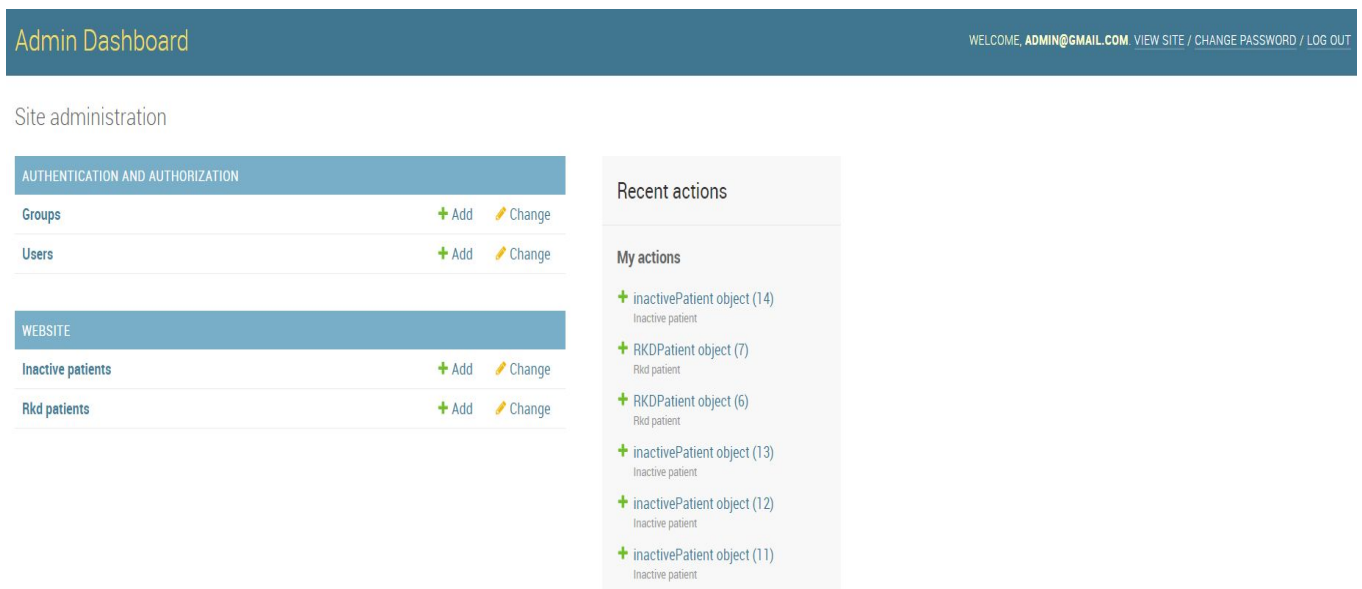 Admin Dashboard
WELCOME, ADMIN@GMAIL.COM. VIEW SITE / CHANGE PASSWORD / LOG OUT
Site administration
AUTHENTICATION AND AUTHORIZATION
Groups + Add Change
Users + Add Change
WEBSITE
Inactive patients + Add Change
Rkd patients + Add Change
Recent actions
My actions
+ inactivePatient object (14)
Inactive patient
+ RKDPatient object (7)
Rkd patient
+ RKDPatient object (6)
Rkd patient
+ inactivePatient object (13)
Inactive patient
+ inactivePatient object (12)
Inactive patient
+ inactivePatient object (11)
Inactive patient